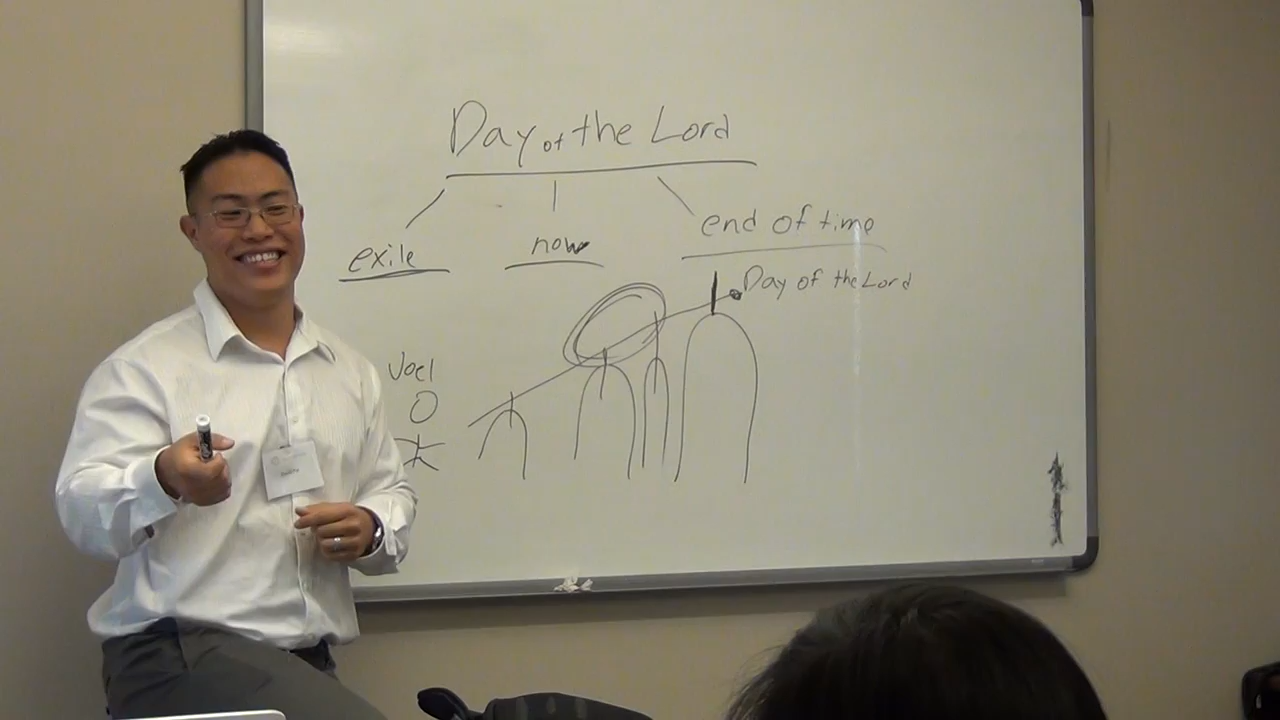 Day of the Lord
exile
now
end of time
Day of the Lord
Joel